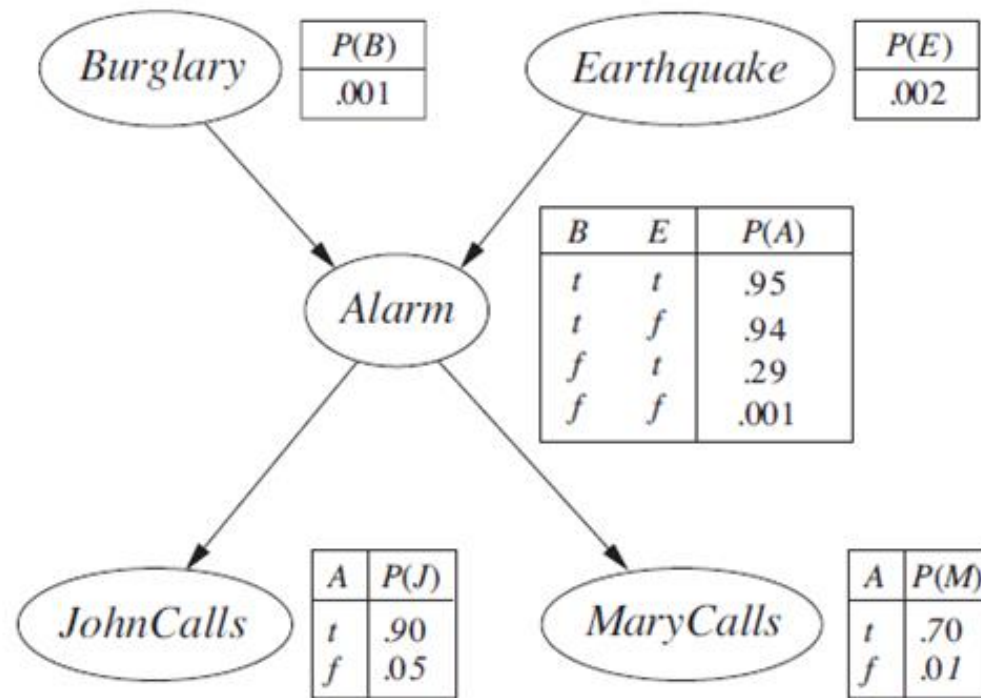 Burglary
P(B)
.001
Earthquake
P(E)
.002
Alarm
B E P(A)
t t .95
t f .94
f t .29
f f .001
JohnCalls
A P(J)
t .90
f .05
MaryCalls
A P(M)
t .70
f .01